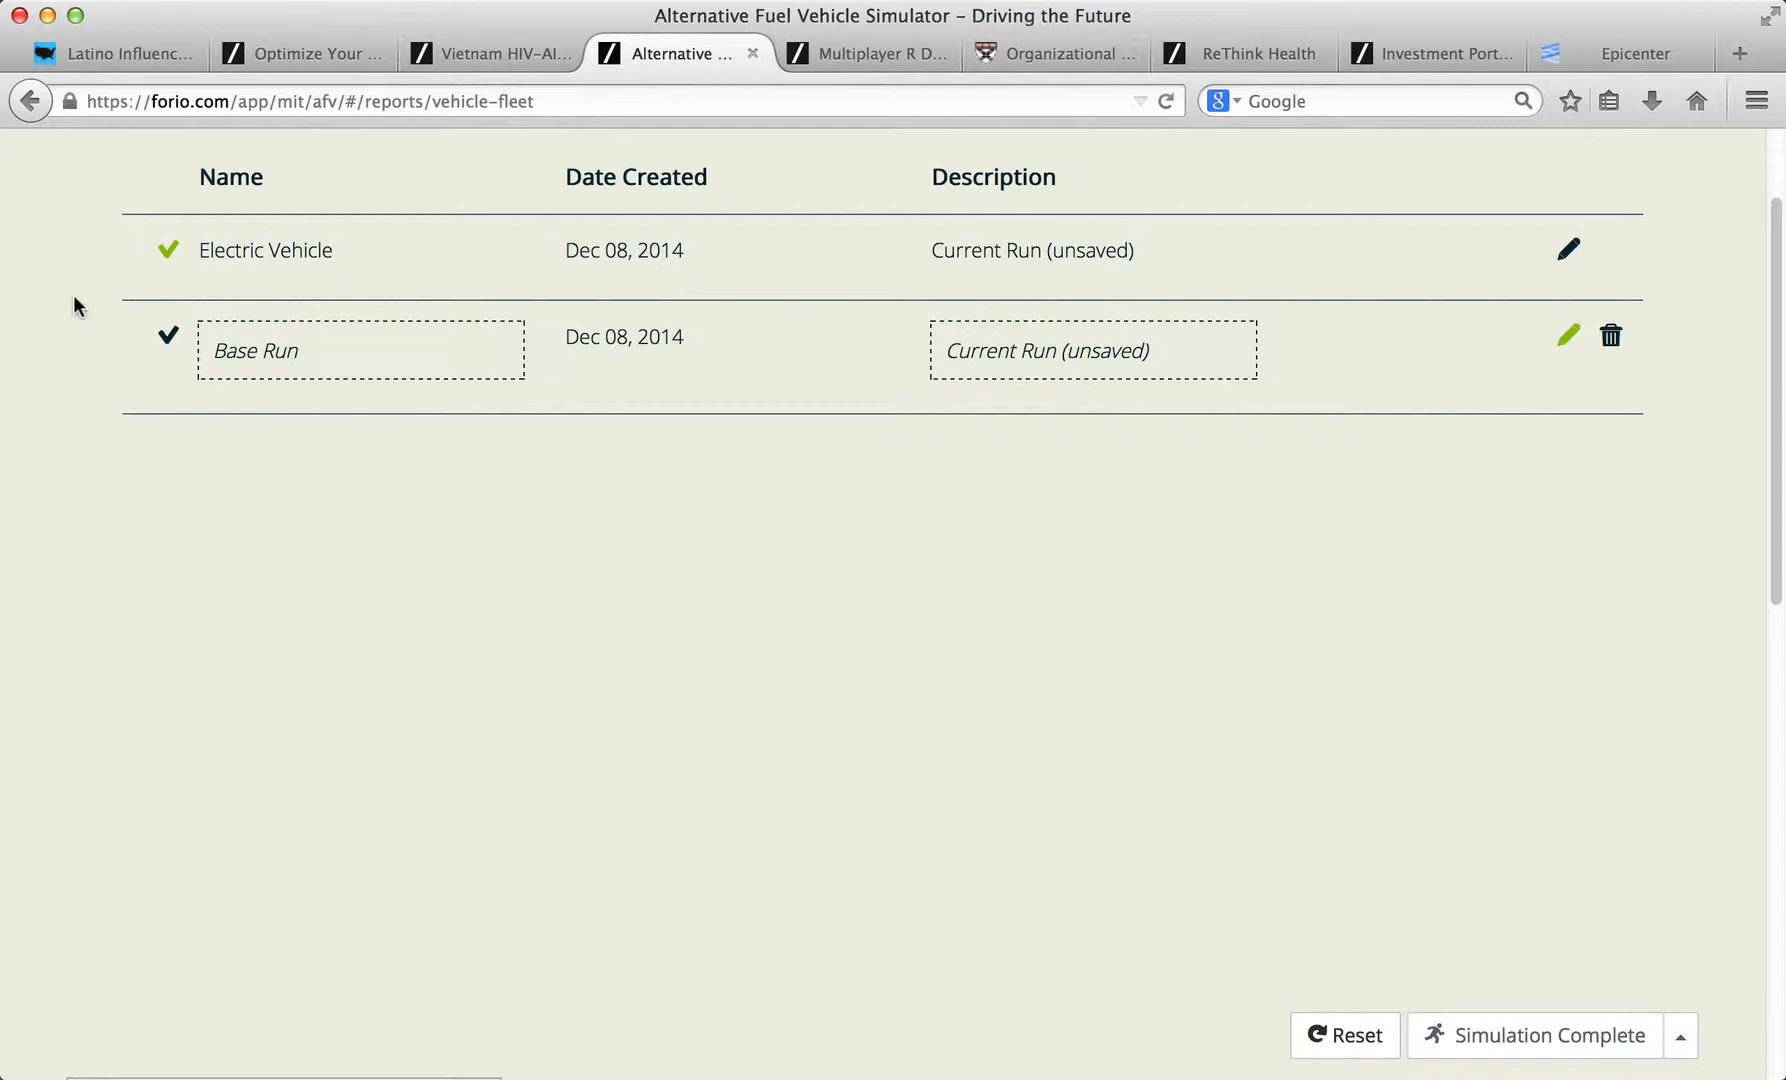 Alternative Fuel Vehicle Simulator – Driving the Future
Latino Influenc... Optimize Your ... Vietnam HIV-AI... Alternative ... Multiplayer R D... Organizational ... ReThink Health Investment Port... Epicenter
https://forio.com/app/mit/afv/#/reports/vehicle-fleet Google
Name Date Created Description
Electric Vehicle Dec 08, 2014 Current Run (unsaved)
Base Run Dec 08, 2014 Current Run (unsaved)
Reset Simulation Complete